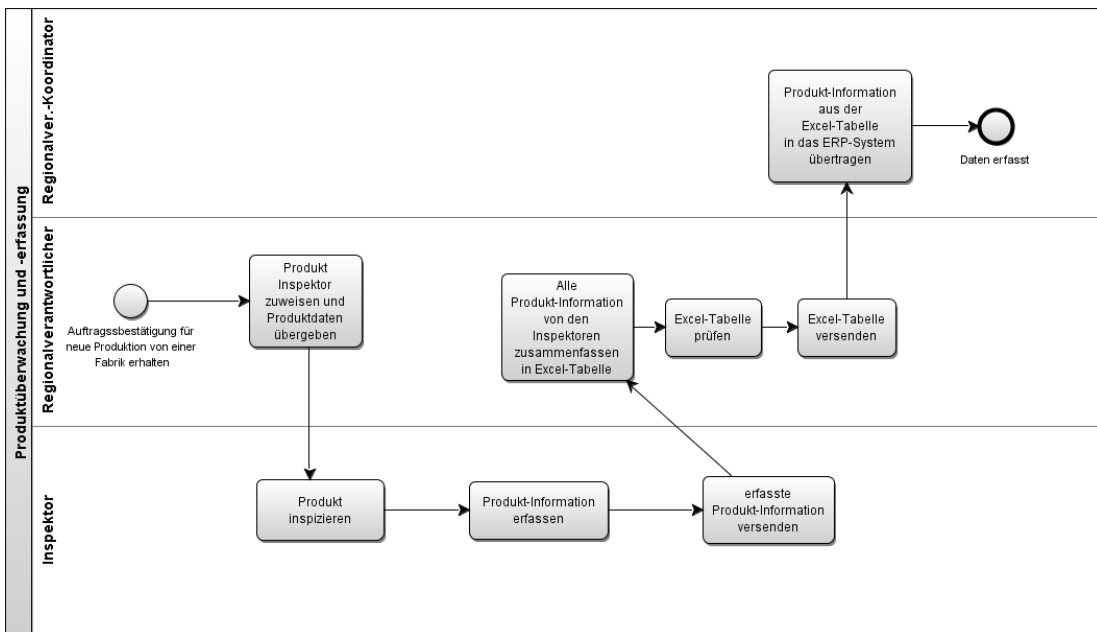 Produktüberwachung und -erfassung
Regionalver.-Koordinator
Produkt-Information
aus der
Excel-Tabelle
in das ERP-System
übertragen
Daten erfasst
Regionalverantwortlicher
Auftragssbestätigung für
neue Produktion von einer
Fabrik erhalten
Produkt
Inspektor
zuweisen und
Produktdaten
übergeben
Alle
Produkt-Information
von den
Inspektoren
zusammenfassen
in Excel-Tabelle
Excel-Tabelle
prüfen
Excel-Tabelle
versenden
Inspektor
Produkt
inspizieren
Produkt-Information
erfassen
erfasste
Produkt-Information
versenden